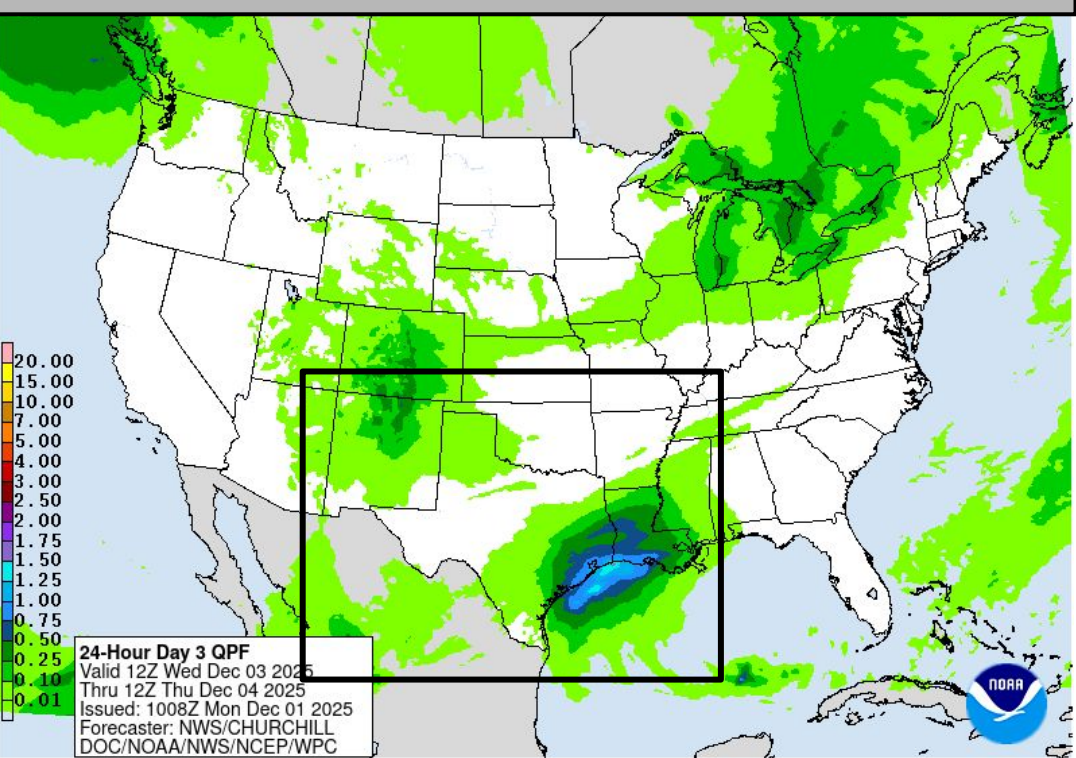 20.00
15.00
10.00
7.00
5.00
4.00
3.00
2.50
2.00
1.75
1.50
1.25
1.00
0.75
0.50
0.25
0.10
0.01
24-Hour Day 3 QPF
Valid 12Z Wed Dec 03 2025
Thru 12Z Thu Dec 04 2025
Issued: 1008Z Mon Dec 01 2025
Forecaster: NWS/CHURCHILL
DOC/NOAA/NWS/NCEP/WPC
NOAA